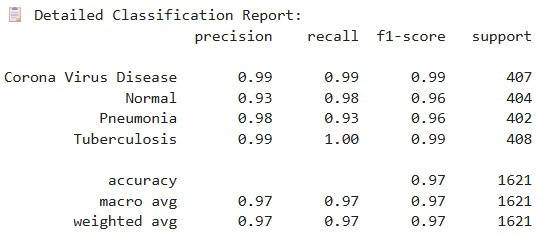 📋 Detailed Classification Report:
precision recall f1-score support
Corona Virus Disease 0.99 0.99 0.99 407
Normal 0.93 0.98 0.96 404
Pneumonia 0.98 0.93 0.96 402
Tuberculosis 0.99 1.00 0.99 408
accuracy 0.97 1621
macro avg 0.97 0.97 0.97 1621
weighted avg 0.97 0.97 0.97 1621